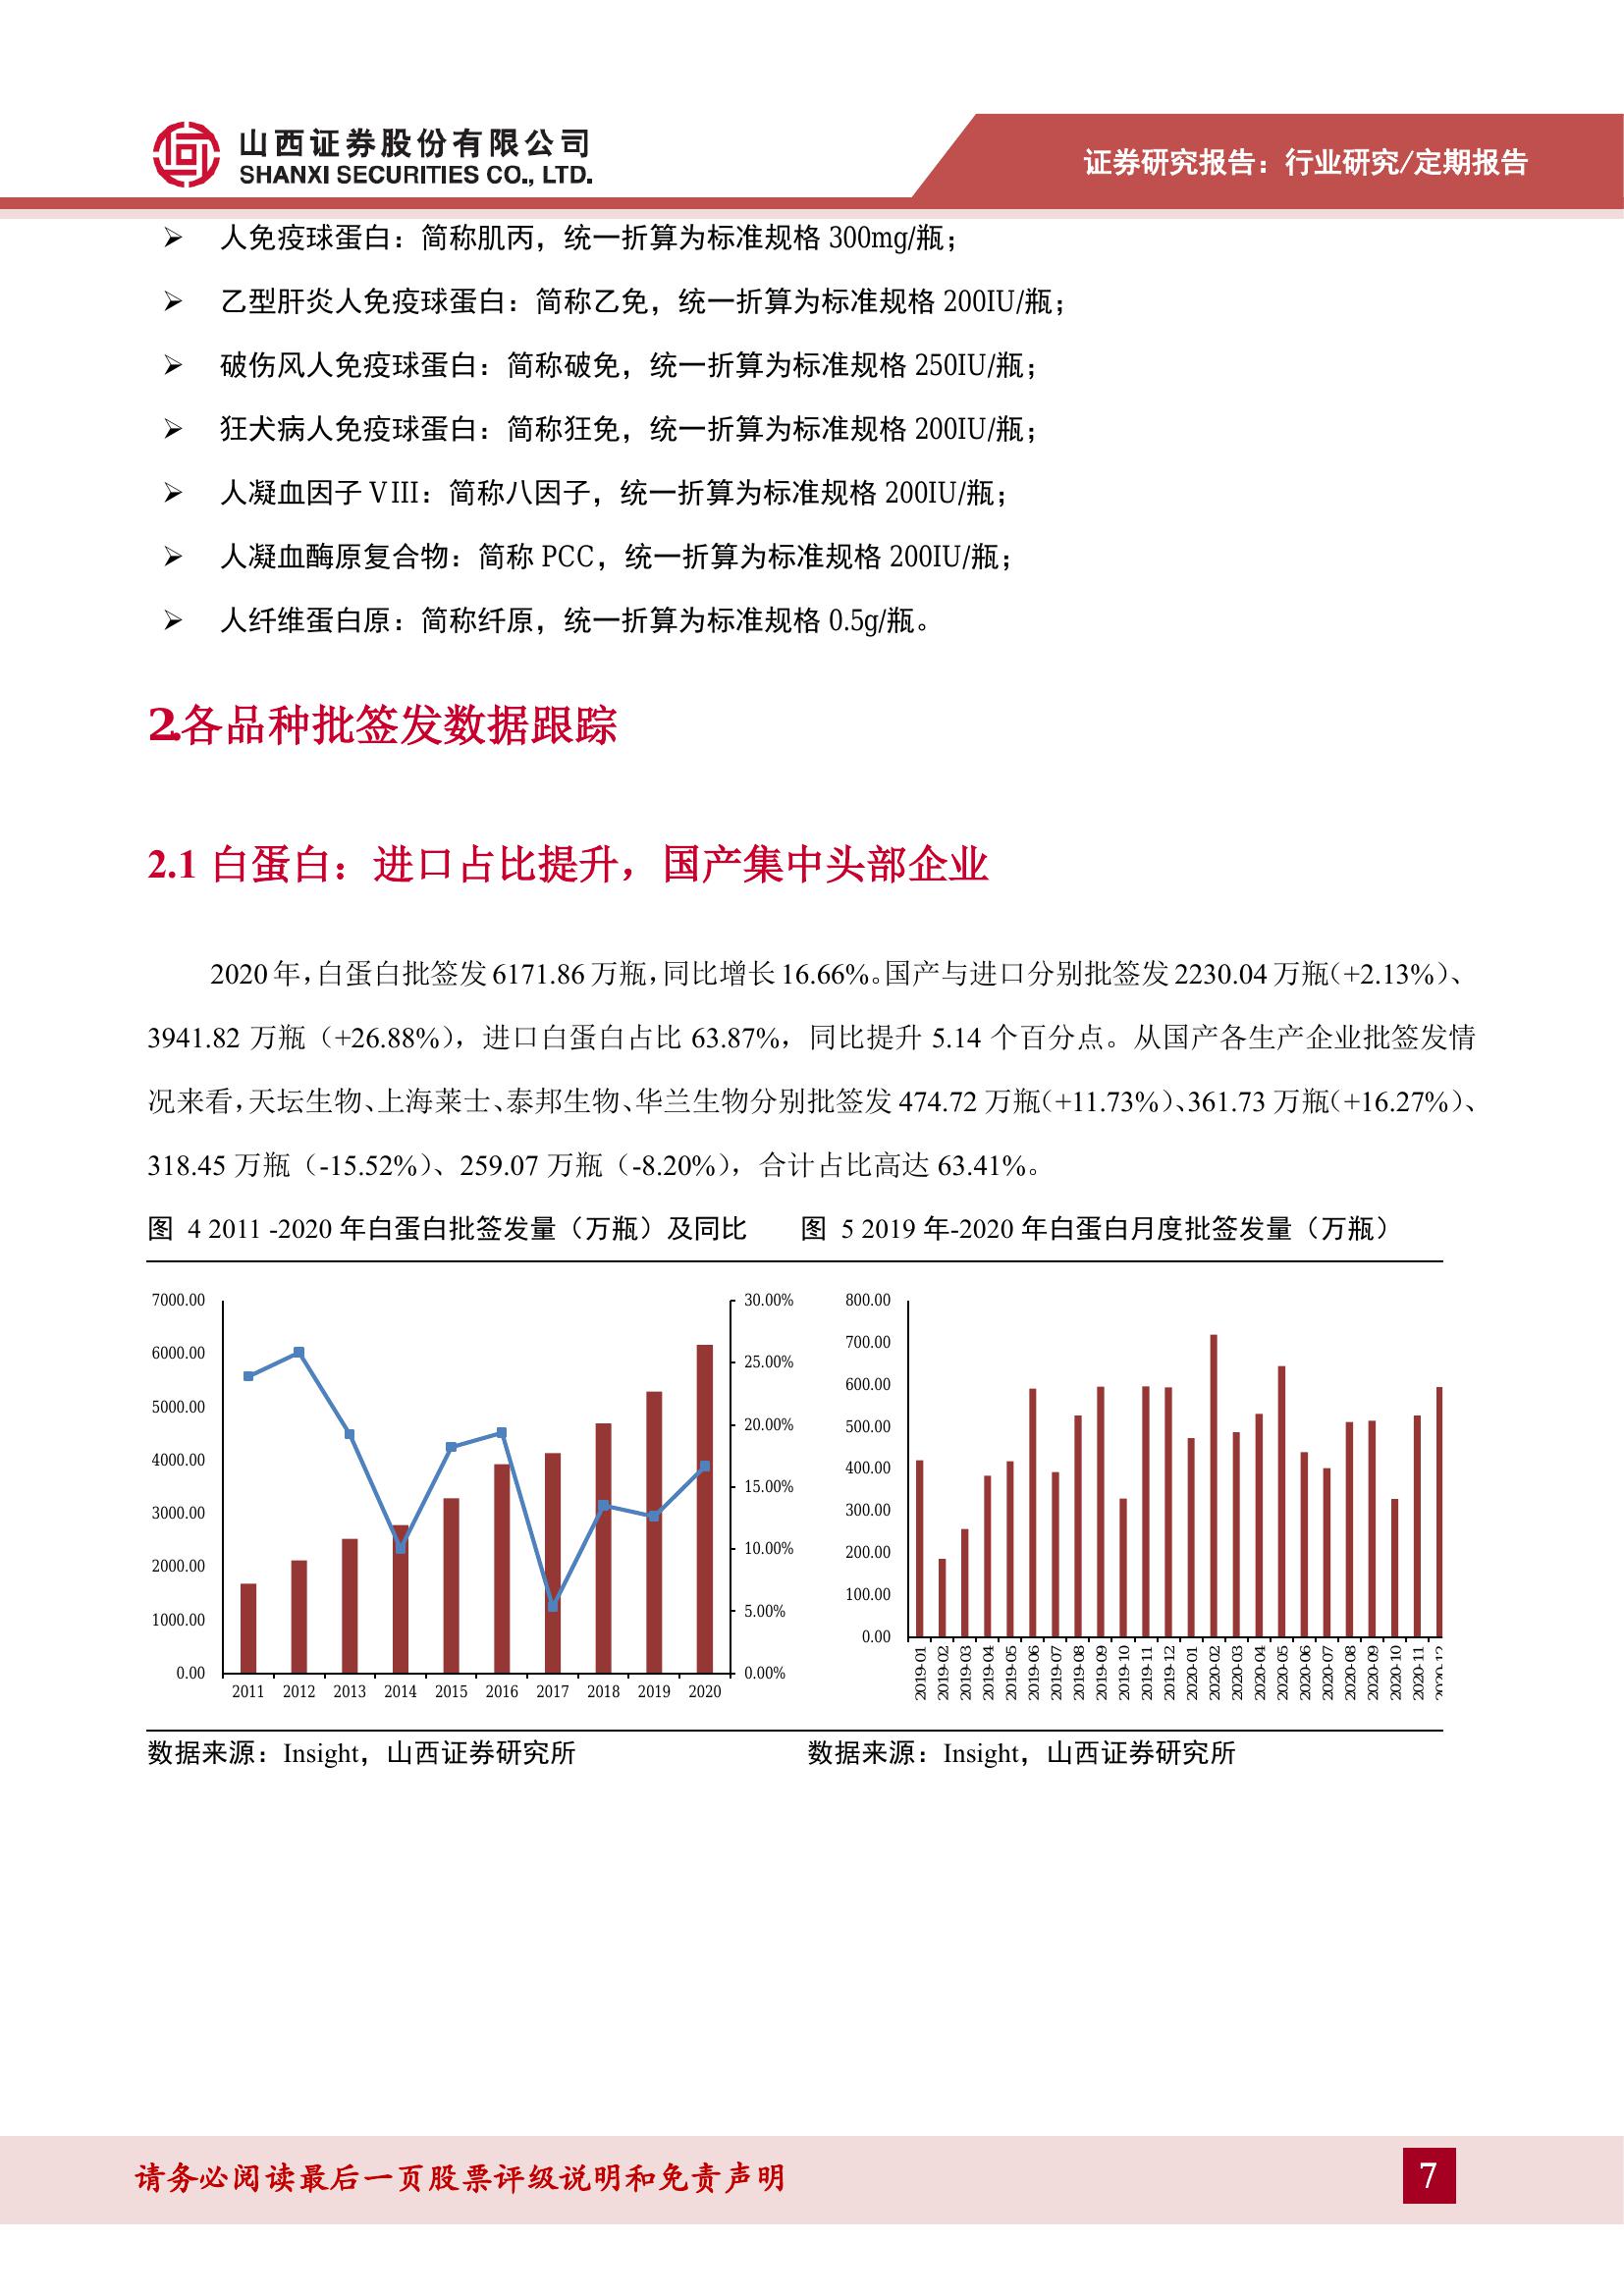 山西证券股份有限公司
SHANXI SECURITIES CO., LTD.
证券研究报告：行业研究/定期报告
➢ 人免疫球蛋白：简称肌丙，统一折算为标准规格 300mg/瓶；
➢ 乙型肝炎人免疫球蛋白：简称乙免，统一折算为标准规格 200IU/瓶；
➢ 破伤风人免疫球蛋白：简称破免，统一折算为标准规格 250IU/瓶；
➢ 狂犬病人免疫球蛋白：简称狂免，统一折算为标准规格 200IU/瓶；
➢ 人凝血因子 VIII：简称八因子，统一折算为标准规格 200IU/瓶；
➢ 人凝血酶原复合物：简称 PCC，统一折算为标准规格 200IU/瓶；
➢ 人纤维蛋白原：简称纤原，统一折算为标准规格 0.5g/瓶。
2.各品种批签发数据跟踪
2.1 白蛋白：进口占比提升，国产集中头部企业
2020 年，白蛋白批签发 6171.86 万瓶，同比增长 16.66%。国产与进口分别批签发 2230.04 万瓶（+2.13%）、
3941.82 万瓶（+26.88%），进口白蛋白占比 63.87%，同比提升 5.14 个百分点。从国产各生产企业批签发情
况来看，天坛生物、上海莱士、泰邦生物、华兰生物分别批签发 474.72 万瓶（+11.73%）、361.73 万瓶（+16.27%）、
318.45 万瓶（-15.52%）、259.07 万瓶（-8.20%），合计占比高达 63.41%。
图 4 2011 -2020 年白蛋白批签发量（万瓶）及同比
7000.00
6000.00
5000.00
4000.00
3000.00
2000.00
1000.00
0.00
30.00%
25.00%
20.00%
15.00%
10.00%
5.00%
0.00%
2011 2012 2013 2014 2015 2016 2017 2018 2019 2020
数据来源：Insight，山西证券研究所
图 5 2019 年-2020 年白蛋白月度批签发量（万瓶）
800.00
700.00
600.00
500.00
400.00
300.00
200.00
100.00
0.00
2019-01
2019-02
2019-03
2019-04
2019-05
2019-06
2019-07
2019-08
2019-09
2019-10
2019-11
2019-12
2020-01
2020-02
2020-03
2020-04
2020-05
2020-06
2020-07
2020-08
2020-09
2020-10
2020-11
2020-12
数据来源：Insight，山西证券研究所
请务必阅读最后一页股票评级说明和免责声明
7